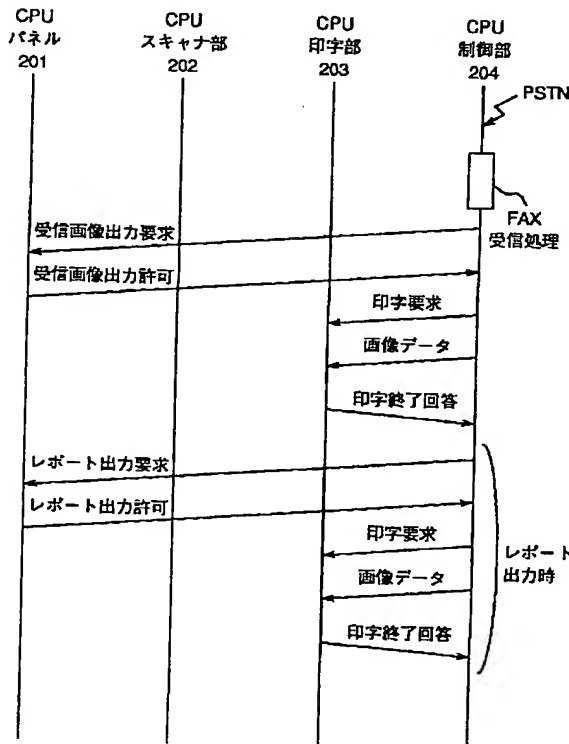 CPU
パネル
201
CPU
スキャナ部
202
CPU
印字部
203
CPU
制御部
204
PSTN
FAX
受信処理
受信画像出力要求
受信画像出力許可
印字要求
画像データ
印字終了回答
レポート出力要求
レポート出力許可
印字要求
画像データ
印字終了回答
レポート
出力時